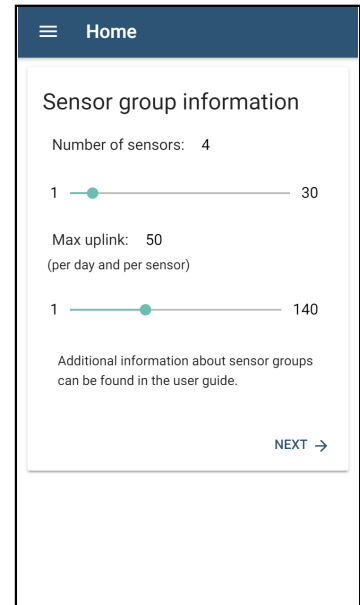 Home
Sensor group information
Number of sensors: 4
1 30
Max uplink: 50
(per day and per sensor)
1 140
Additional information about sensor groups
can be found in the user guide.
NEXT →